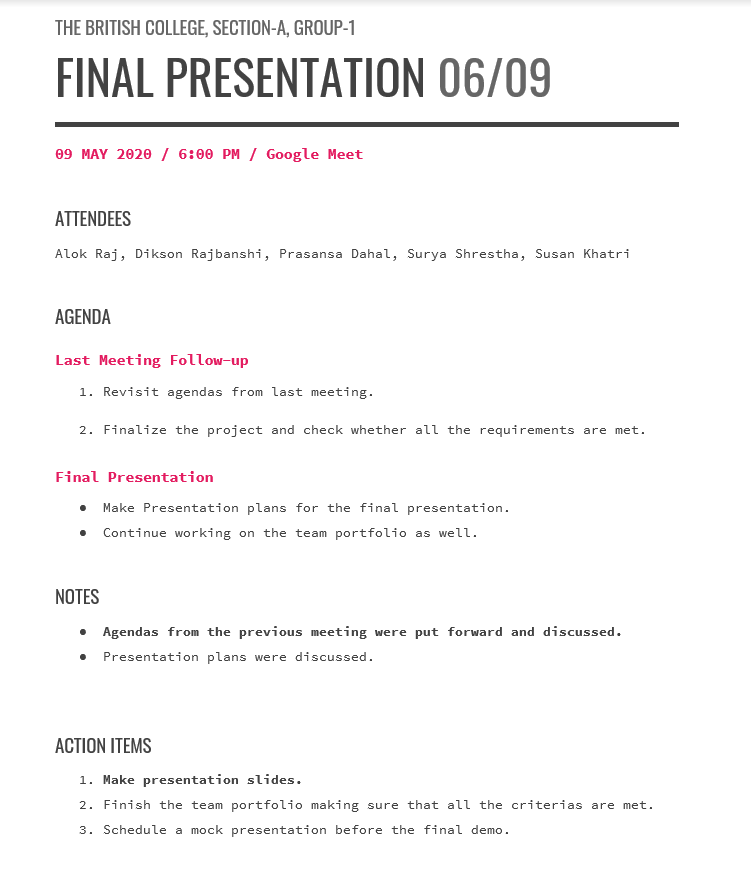 THE BRITISH COLLEGE, SECTION-A, GROUP-1
FINAL PRESENTATION 06/09
09 MAY 2020 / 6:00 PM / Google Meet
ATTENDEES
Alok Raj, Dikson Rajbanshi, Prasansa Dahal, Surya Shrestha, Susan Khatri
AGENDA
Last Meeting Follow-up
1. Revisit agendas from last meeting.
2. Finalize the project and check whether all the requirements are met.
Final Presentation
● Make Presentation plans for the final presentation.
● Continue working on the team portfolio as well.
NOTES
● Agendas from the previous meeting were put forward and discussed.
● Presentation plans were discussed.
ACTION ITEMS
1. Make presentation slides.
2. Finish the team portfolio making sure that all the criterias are met.
3. Schedule a mock presentation before the final demo.